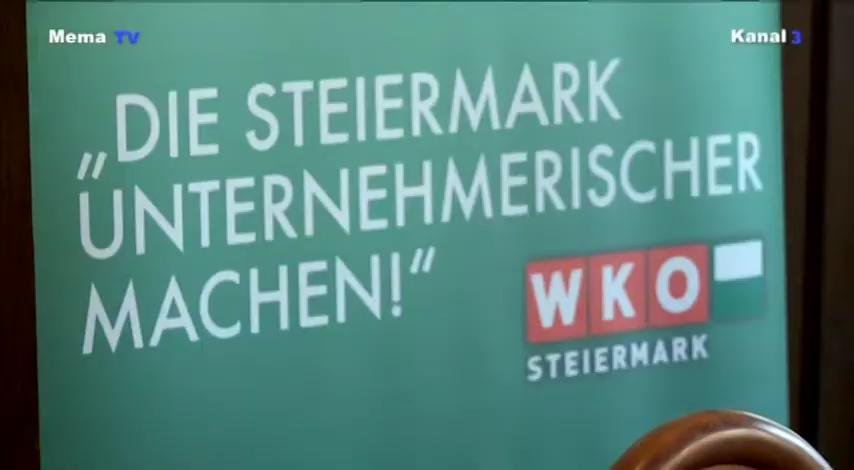 Mema TV
Kanal 3
„DIE STEIERMARK
UNTERNEHMERISCHER
MACHEN!“
WKO
STEIERMARK